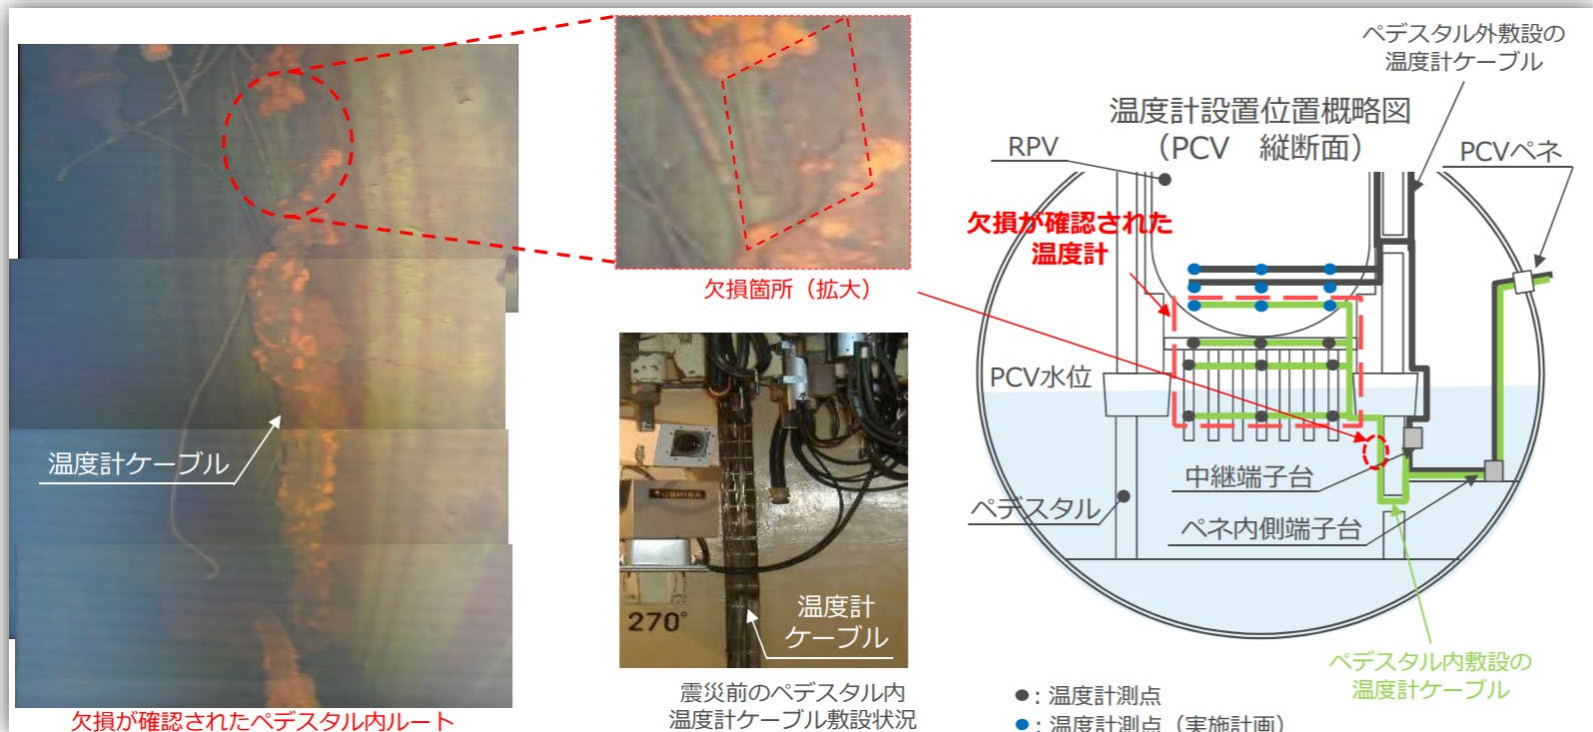 ペデスタル外敷設の
温度計ケーブル
温度計設置位置概略図
（PCV　縦断面）
RPV
PCVペネ
欠損が確認された
温度計
欠損箇所（拡大）
PCV水位
温度計ケーブル
中継端子台
ペデスタル
ペネ内側端子台
TOSHIBA
270°
温度計
ケーブル
ペデスタル内敷設の
温度計ケーブル
欠損が確認されたペデスタル内ルート
震災前のペデスタル内
温度計ケーブル敷設状況
●：温度計測点
●：温度計測点（実施計画）